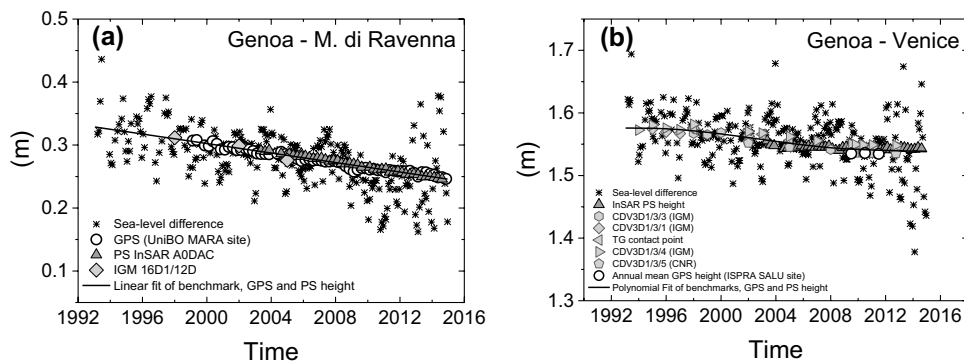 (a)
Genoa - M. di Ravenna
0.5
0.4
0.3
0.2
0.1
(m)
Sea-level difference
GPS (UniBO MARA site)
PS InSAR A0DAC
IGM 16D1/12D
Linear fit of benchmark, GPS and PS height
1992 1996 2000 2004 2008 2012 2016
Time
(b)
Genoa - Venice
1.7
1.6
1.5
1.4
1.3
(m)
Sea-level difference
InSAR PS height
CDV3D1/3/3 (IGM)
CDV3D1/3/1 (IGM)
TG contact point
CDV3D1/3/4 (IGM)
CDV3D1/3/5 (CNR)
Annual mean GPS height (ISPRA SALU site)
Polynomial Fit of benchmarks, GPS and PS height
1992 1996 2000 2004 2008 2012 2016
Time